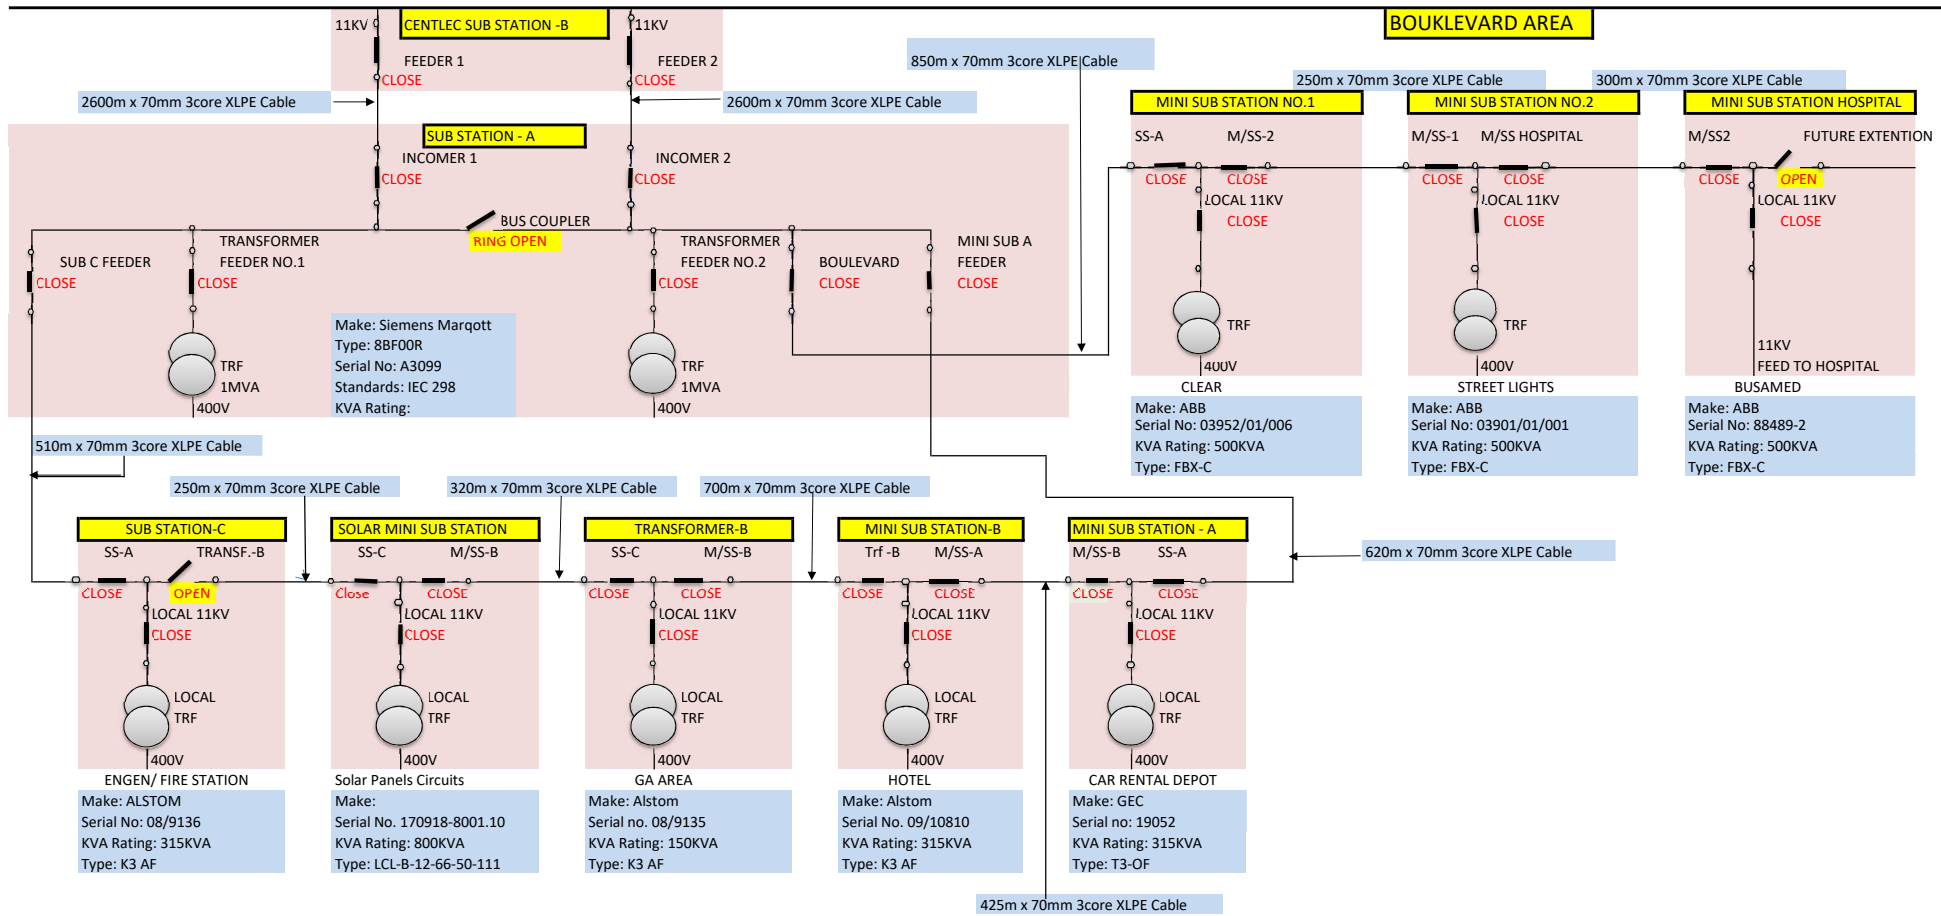 11KV
CENTLEC SUB STATION -B
11KV
BOUKLEVARD AREA
FEEDER 1
CLOSE
FEEDER 2
CLOSE
850m x 70mm 3core XLPE Cable
250m x 70mm 3core XLPE Cable
300m x 70mm 3core XLPE Cable
2600m x 70mm 3core XLPE Cable
2600m x 70mm 3core XLPE Cable
MINI SUB STATION NO.1
MINI SUB STATION NO.2
MINI SUB STATION HOSPITAL
SUB STATION - A
SS-A
M/SS-2
M/SS-1
M/SS HOSPITAL
M/SS2
FUTURE EXTENTION
INCOMER 1
CLOSE
INCOMER 2
CLOSE
CLOSE
CLOSE
CLOSE
CLOSE
CLOSE
OPEN
LOCAL 11KV
CLOSE
LOCAL 11KV
CLOSE
LOCAL 11KV
CLOSE
BUS COUPLER
RING OPEN
SUB C FEEDER
CLOSE
TRANSFORMER
FEEDER NO.1
CLOSE
TRANSFORMER
FEEDER NO.2
CLOSE
BOULEVARD
CLOSE
MINI SUB A
FEEDER
CLOSE
TRF
1MVA
400V
Make: Siemens Marqott
Type: 8BF00R
Serial No: A3099
Standards: IEC 298
KVA Rating:
TRF
1MVA
400V
TRF
400V
CLEAR
TRF
400V
STREET LIGHTS
11KV
FEED TO HOSPITAL
BUSAMED
Make: ABB
Serial No: 03952/01/006
KVA Rating: 500KVA
Type: FBX-C
Make: ABB
Serial No: 03901/01/001
KVA Rating: 500KVA
Type: FBX-C
Make: ABB
Serial No: 88489-2
KVA Rating: 500KVA
Type: FBX-C
510m x 70mm 3core XLPE Cable
250m x 70mm 3core XLPE Cable
320m x 70mm 3core XLPE Cable
700m x 70mm 3core XLPE Cable
620m x 70mm 3core XLPE Cable
SUB STATION-C
SS-A
TRANSF.-B
CLOSE
OPEN
LOCAL 11KV
CLOSE
LOCAL
TRF
400V
ENGEN/ FIRE STATION
Make: ALSTOM
Serial No: 08/9136
KVA Rating: 315KVA
Type: K3 AF
SOLAR MINI SUB STATION
SS-C
M/SS-B
Close
CLOSE
LOCAL 11KV
CLOSE
LOCAL
TRF
400V
Solar Panels Circuits
Make:
Serial No. 170918-8001.10
KVA Rating: 800KVA
Type: LCL-B-12-66-50-111
TRANSFORMER-B
SS-C
M/SS-B
CLOSE
CLOSE
LOCAL 11KV
CLOSE
LOCAL
TRF
400V
GA AREA
Make: Alstom
Serial no. 08/9135
KVA Rating: 150KVA
Type: K3 AF
MINI SUB STATION-B
Trf -B
M/SS-A
CLOSE
CLOSE
LOCAL 11KV
CLOSE
LOCAL
TRF
400V
HOTEL
Make: Alstom
Serial No. 09/10810
KVA Rating: 315KVA
Type: K3 AF
MINI SUB STATION - A
M/SS-B
SS-A
CLOSE
CLOSE
LOCAL 11KV
CLOSE
LOCAL
TRF
400V
CAR RENTAL DEPOT
Make: GEC
Serial no: 19052
KVA Rating: 315KVA
Type: T3-OF
425m x 70mm 3core XLPE Cable